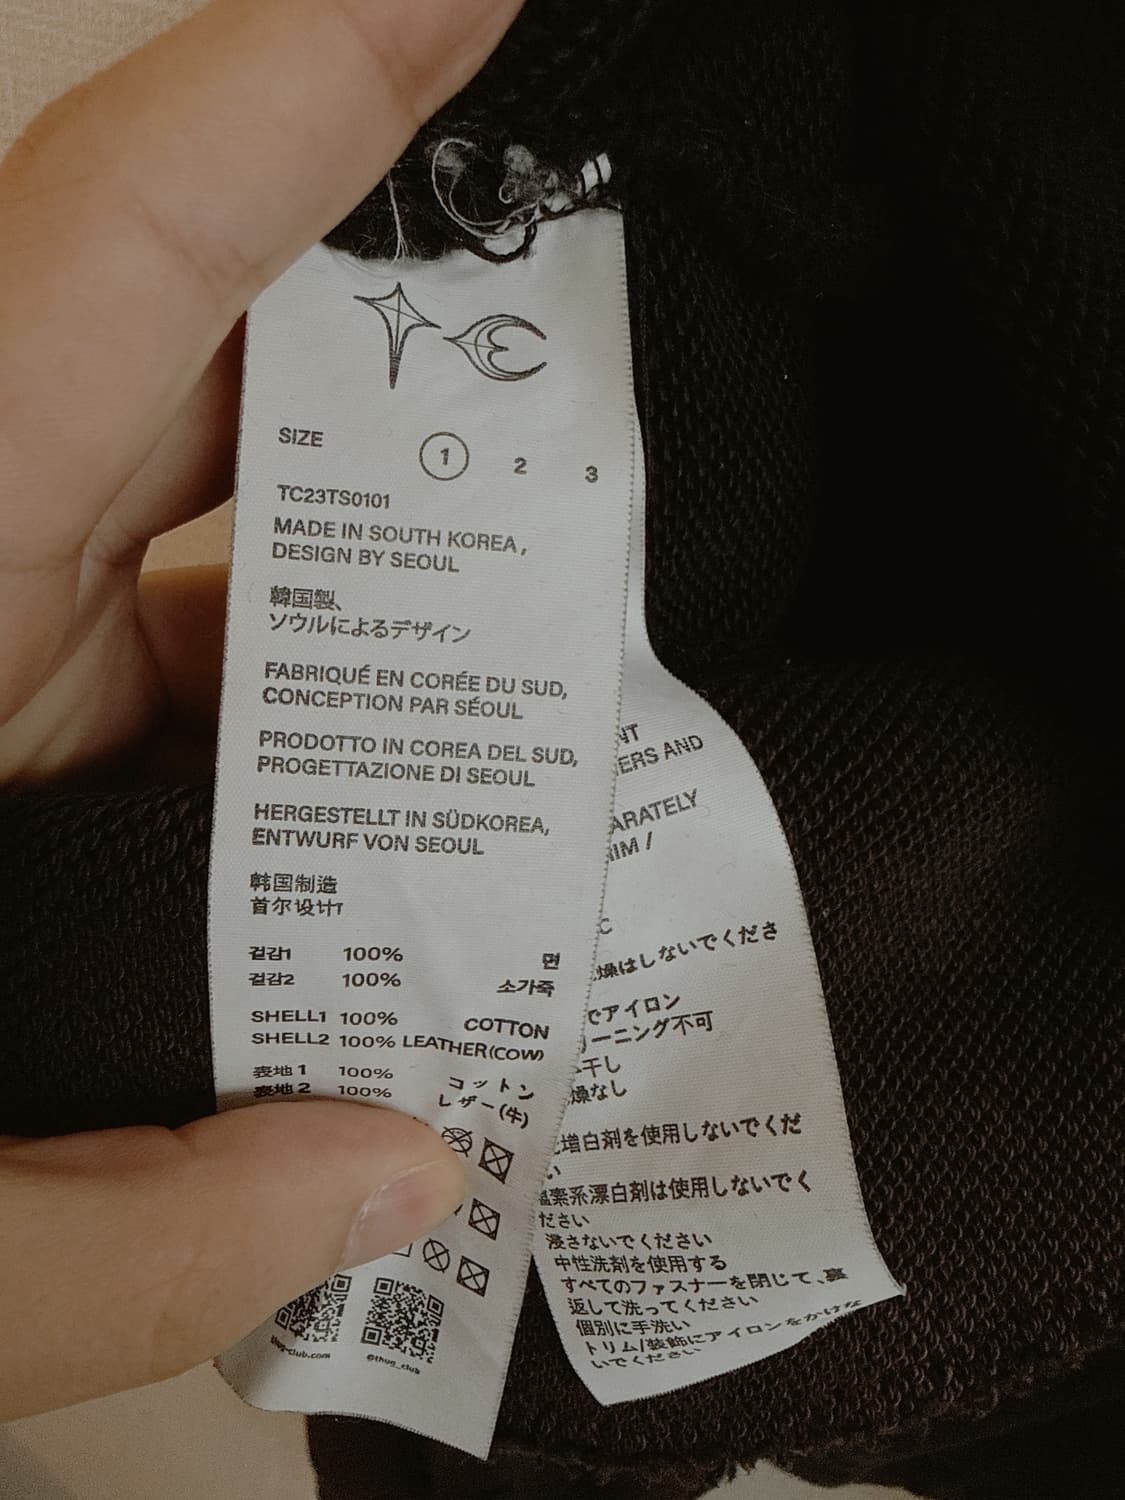 SIZE 1 2 3
TC23TS0101
MADE IN SOUTH KOREA,
DESIGN BY SEOUL
韓国製、
ソウルによるデザイン
FABRIQUÉ EN CORÉE DU SUD,
CONCEPTION PAR SÉOUL
PRODOTTO IN COREA DEL SUD,
PROGETTAZIONE DI SEOUL
HERGESTELLT IN SÜDKOREA,
ENTWURF VON SEOUL
韩国制造
首尔设计
겉감1 100% 면
겉감2 100% 소가죽
SHELL1 100% COTTON
SHELL2 100% LEATHER(COW)
表地1 100% コットン
表地2 100% レザー(牛)
@thug_club
AND
/
燥はしないでくださ
でアイロン
ーニング不可
干し
燥なし
増白剤を使用しないでくだ
い
素系漂白剤は使用しないでく
ださい
浸さないでください
中性洗剤を使用する
すべてのファスナーを閉じて、裏
返して洗ってください
個別に手洗い
トリム/装飾にアイロンをかけな
いでください